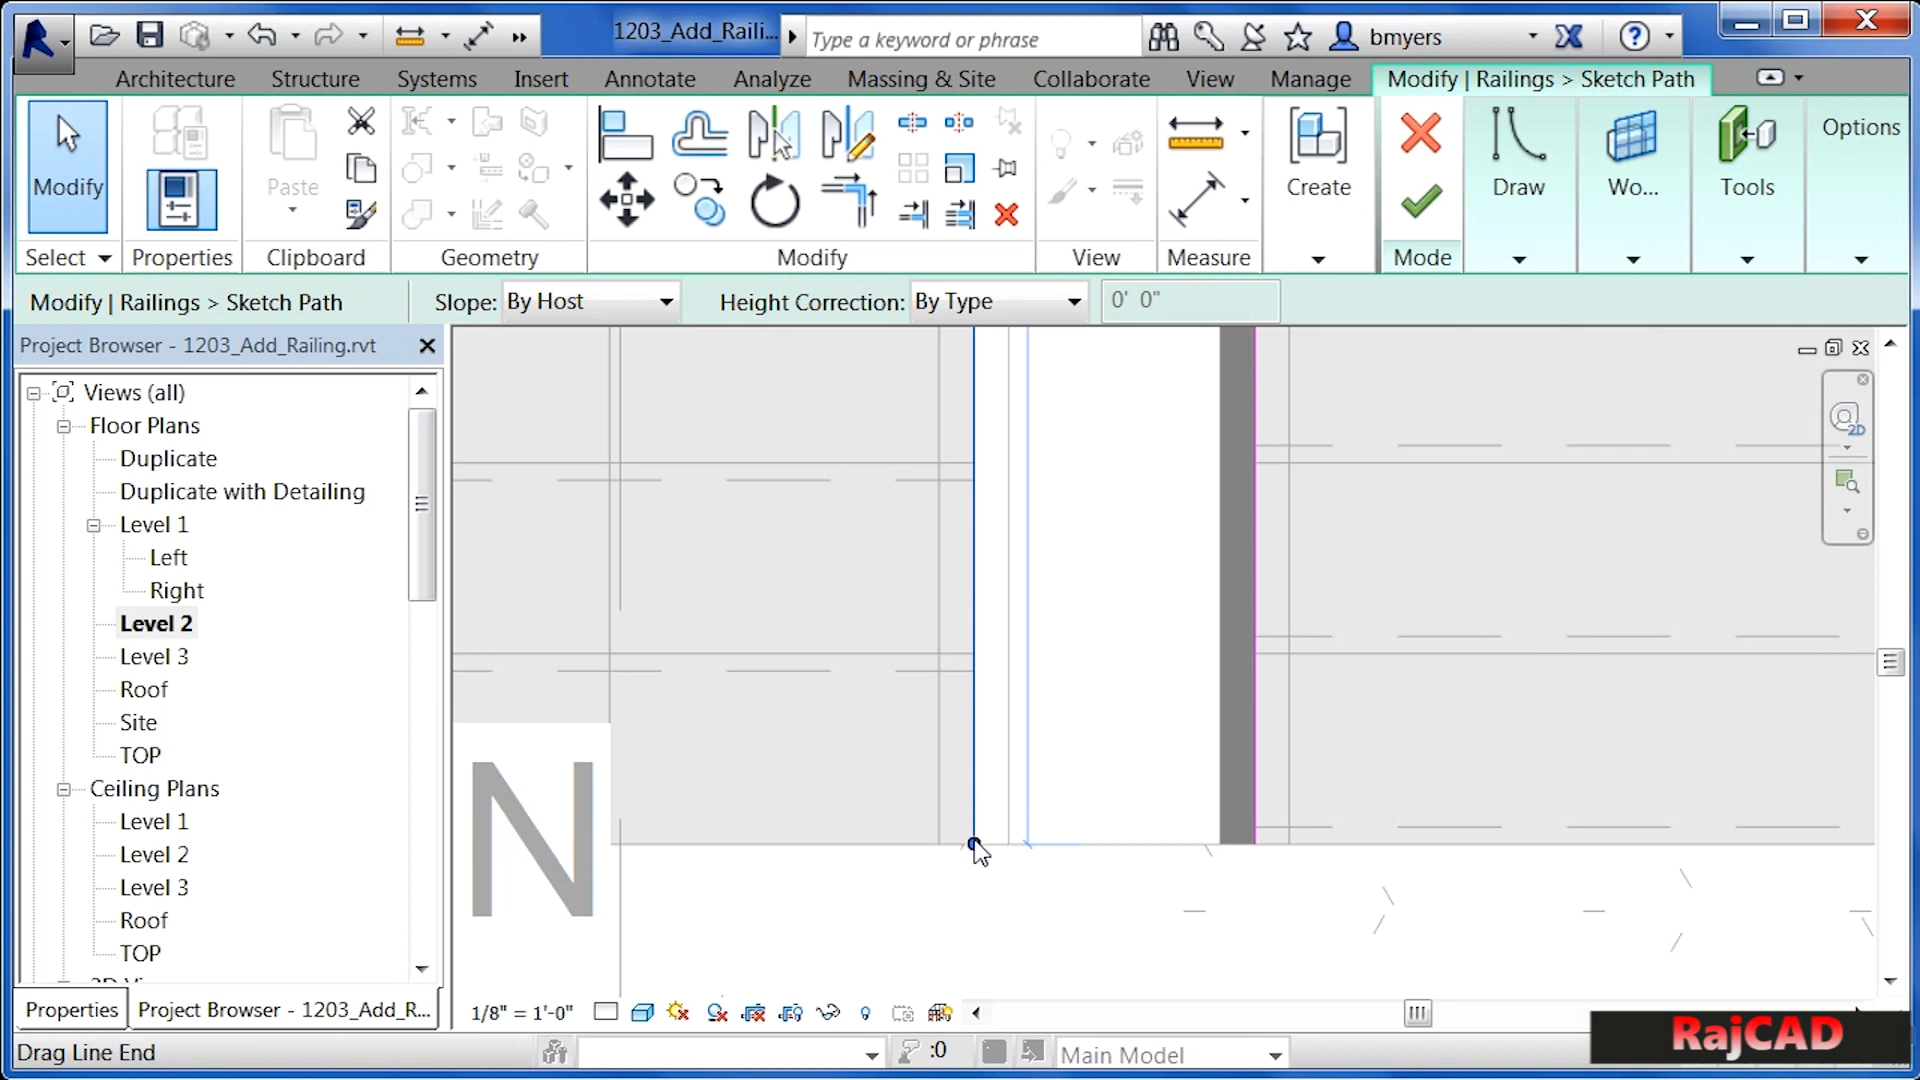 1203_Add_Raili...
Type a keyword or phrase
bmyers
Architecture Structure Systems Insert Annotate Analyze Massing & Site Collaborate View Manage Modify | Railings > Sketch Path
Modify
Paste
Create
Draw
Wo...
Tools
Options
Select Properties Clipboard Geometry Modify View Measure Mode
Modify | Railings > Sketch Path Slope: By Host Height Correction: By Type 0' 0"
Project Browser - 1203_Add_Railing.rvt
Views (all)
Floor Plans
Duplicate
Duplicate with Detailing
Level 1
Left
Right
Level 2
Level 3
Roof
Site
TOP
Ceiling Plans
Level 1
Level 2
Level 3
Roof
TOP
N
2D
Properties Project Browser - 1203_Add_R...
1/8" = 1'-0"
Drag Line End
:0
Main Model
RajCAD